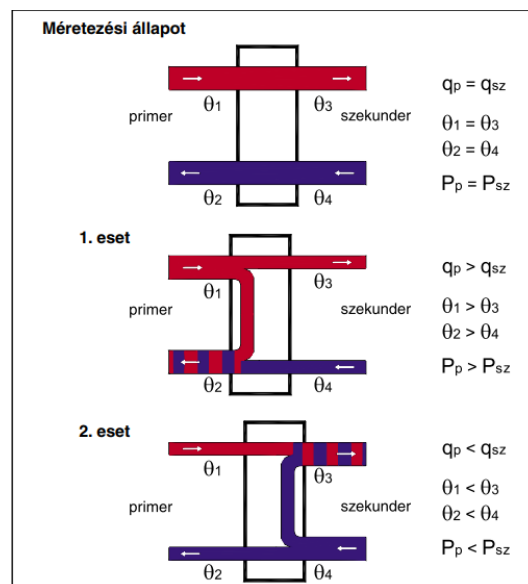 Méretezési állapot
θ1 θ3
primer szekunder
θ2 θ4
qp = qsz
θ1 = θ3
θ2 = θ4
Pp = Psz
1. eset
θ1 θ3
primer szekunder
θ2 θ4
qp > qsz
θ1 > θ3
θ2 > θ4
Pp > Psz
2. eset
θ1 θ3
primer szekunder
θ2 θ4
qp < qsz
θ1 < θ3
θ2 < θ4
Pp < Psz